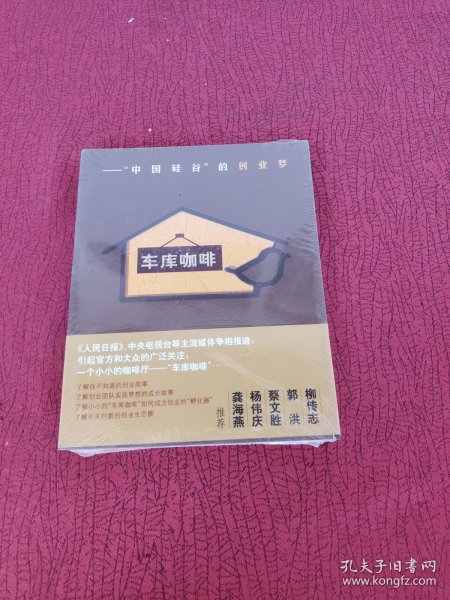 ——“中国硅谷”的创业梦
车库咖啡
《人民日报》、中央电视台等主流媒体争相报道，
引起官方和大众的广泛关注，
一个小小的咖啡厅——“车库咖啡”……
了解你不知道的创业故事
了解创业团队实现梦想的成长故事
了解小小的“车库咖啡”如何成为创业的“孵化器”
了解中关村新的创业生态圈
柳传志
郭洪
蔡文胜
杨伟庆
龚海燕
推荐
孔夫子旧书网
www.kongfz.com